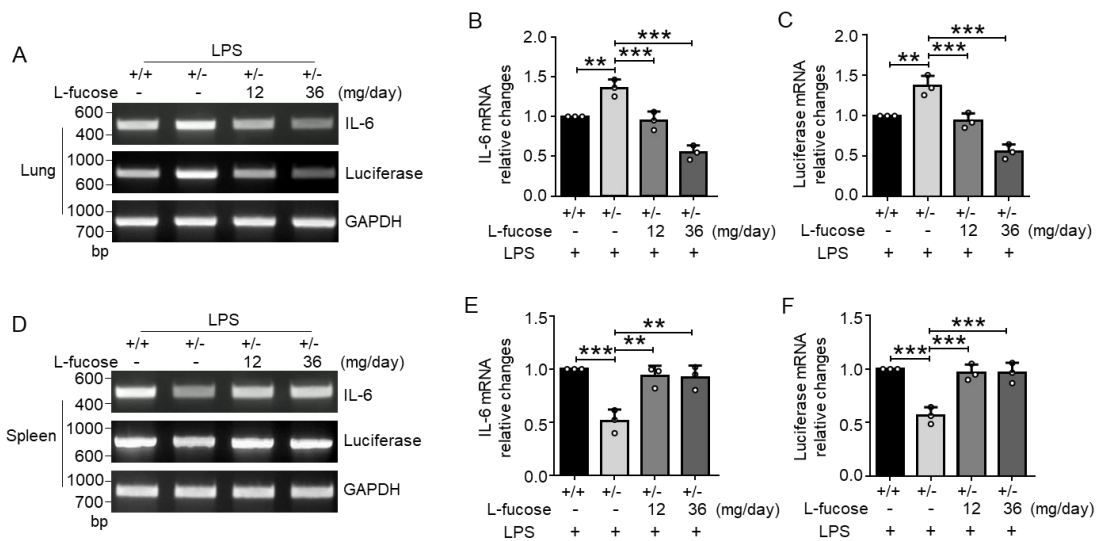 A
LPS
+/+ +/- +/- +/-
L-fucose - - 12 36 (mg/day)
600
400
IL-6
Lung
1000
600
Luciferase
1000
700
GAPDH
bp
B
IL-6 mRNA
relative changes
2.0
1.5
1.0
0.5
0.0
** *** ***
+/+ +/- +/- +/-
L-fucose - - 12 36 (mg/day)
LPS + + + +
C
Luciferase mRNA
relative changes
2.0
1.5
1.0
0.5
0.0
** *** ***
+/+ +/- +/- +/-
L-fucose - - 12 36 (mg/day)
LPS + + + +
D
LPS
+/+ +/- +/- +/-
L-fucose - - 12 36 (mg/day)
600
400
IL-6
Spleen
1000
600
Luciferase
1000
700
GAPDH
bp
E
IL-6 mRNA
relative changes
1.5
1.0
0.5
0.0
*** ** **
+/+ +/- +/- +/-
L-fucose - - 12 36 (mg/day)
LPS + + + +
F
Luciferase mRNA
relative changes
1.5
1.0
0.5
0.0
*** *** ***
+/+ +/- +/- +/-
L-fucose - - 12 36 (mg/day)
LPS + + + +